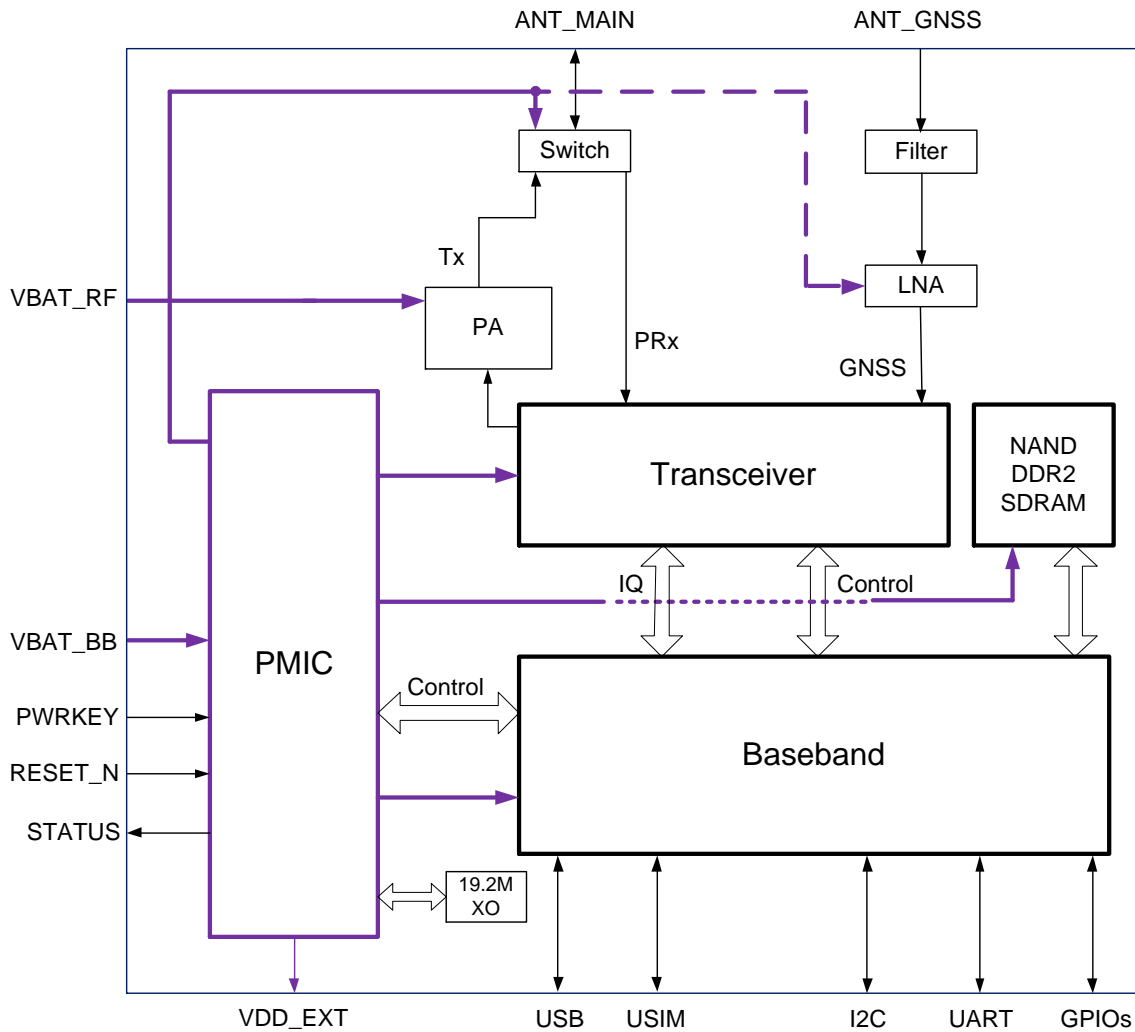 ANT_MAIN
ANT_GNSS
Switch
Filter
Tx
LNA
VBAT_RF
PA
PRx
GNSS
NAND
DDR2
SDRAM
Transceiver
IQ
Control
VBAT_BB
PMIC
Control
PWRKEY
Baseband
RESET_N
STATUS
19.2M
XO
VDD_EXT
USB
USIM
I2C
UART
GPIOs